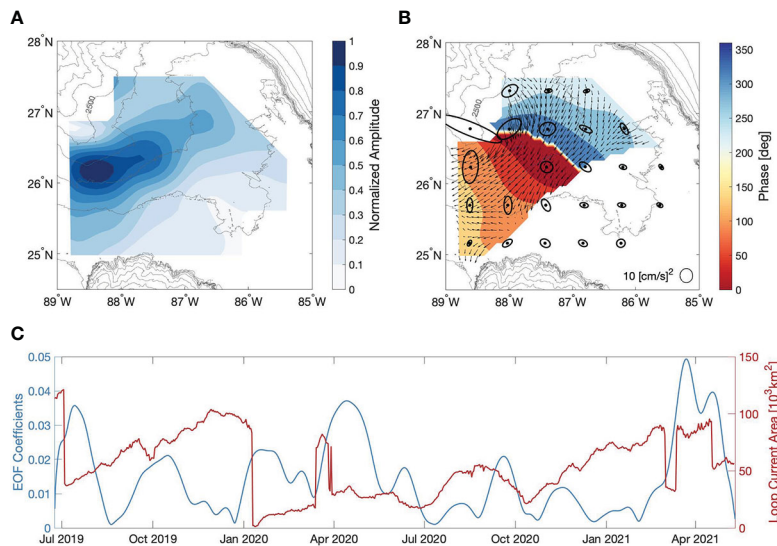 A
B
28°N
27°N
26°N
25°N
89°W
88°W
87°W
86°W
85°W
2500
1
0.9
0.8
0.7
0.6
0.5
0.4
0.3
0.2
0.1
0
Normalized Amplitude
28°N
27°N
26°N
25°N
89°W
88°W
87°W
86°W
85°W
2500
10 [cm/s]²
350
300
250
200
150
100
50
0
Phase [deg]
C
0.05
0.04
0.03
0.02
0.01
0
EOF Coefficients
150
100
50
0
Loop Current Area [10³km²]
Jul 2019
Oct 2019
Jan 2020
Apr 2020
Jul 2020
Oct 2020
Jan 2021
Apr 2021